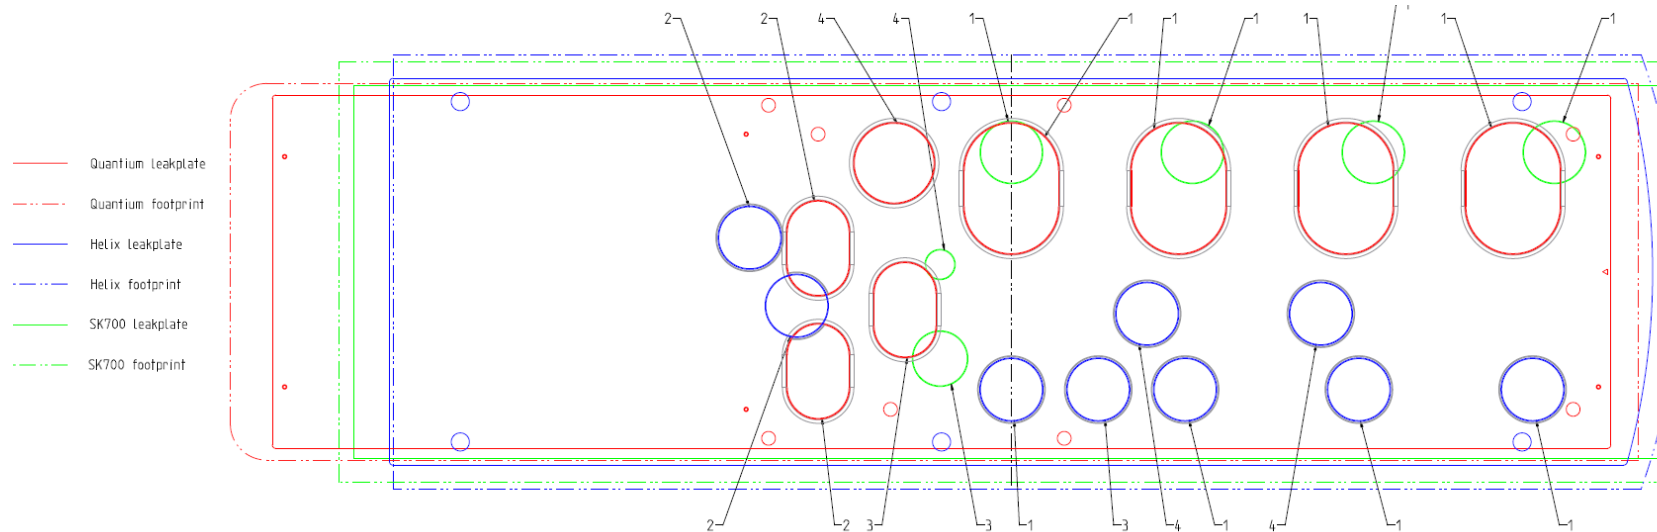 2 2 4 4 1 1 1 1 1 1 1
Quantium leakplate
Quantium footprint
Helix leakplate
Helix footprint
SK700 leakplate
SK700 footprint
2 2 3 3 1 3 4 1 4 1 1